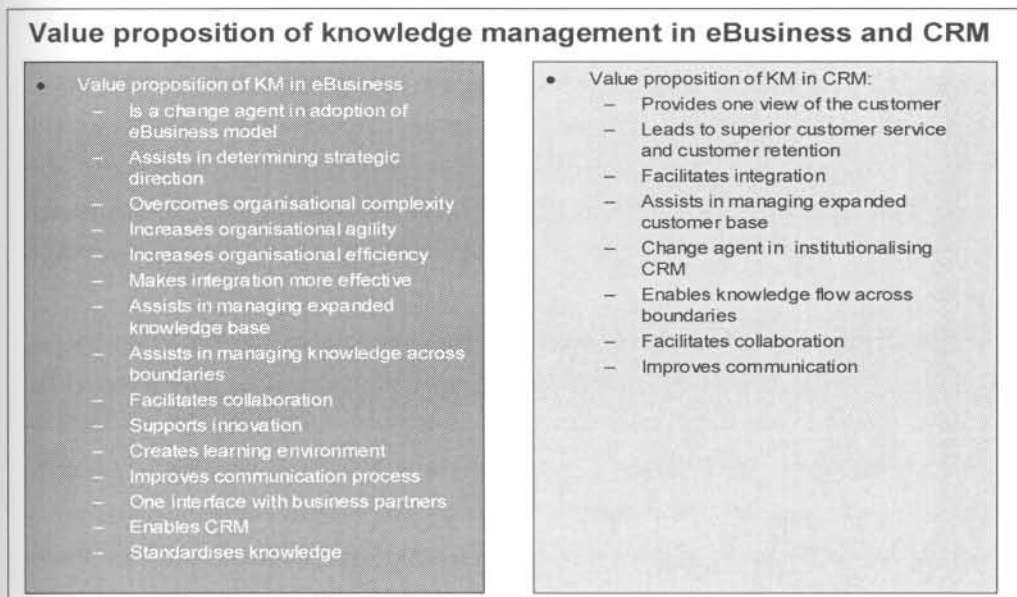 Value proposition of knowledge management in eBusiness and CRM
• Value proposition of KM in eBusiness
– Is a change agent in adoption of
eBusiness model
– Assists in determining strategic
direction
– Overcomes organisational complexity
– Increases organisational agility
– Increases organisational efficiency
– Makes integration more effective
– Assists in managing expanded
knowledge base
– Assists in managing knowledge across
boundaries
– Facilitates collaboration
– Supports innovation
– Creates learning environment
– Improves communication process
– One interface with business partners
– Enables CRM
– Standardises knowledge
• Value proposition of KM in CRM:
– Provides one view of the customer
– Leads to superior customer service
and customer retention
– Facilitates integration
– Assists in managing expanded
customer base
– Change agent in institutionalising
CRM
– Enables knowledge flow across
boundaries
– Facilitates collaboration
– Improves communication